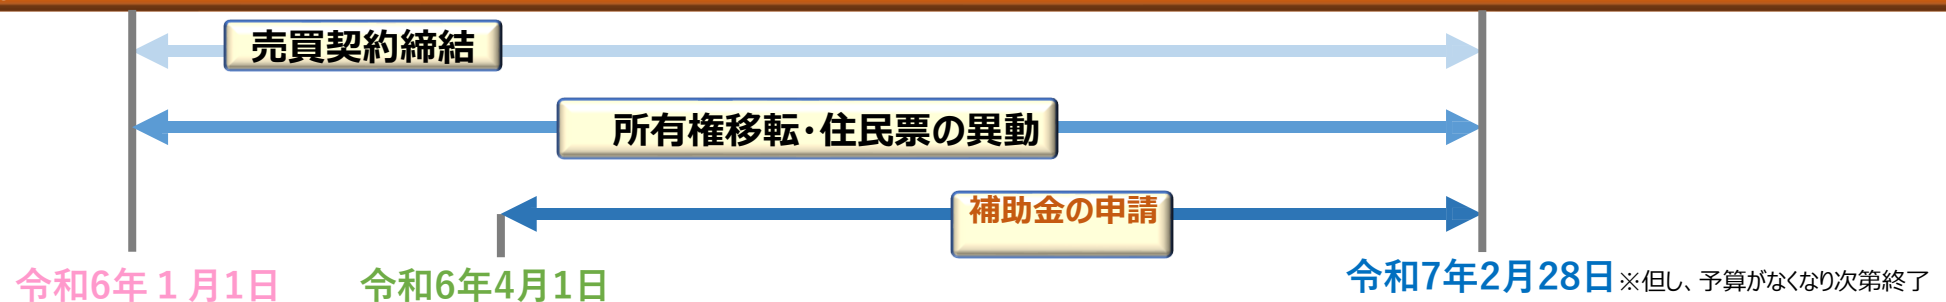 売買契約締結
所有権移転・住民票の異動
補助金の申請
令和6年１月1日
令和6年4月1日
令和7年2月28日※但し、予算がなくなり次第終了